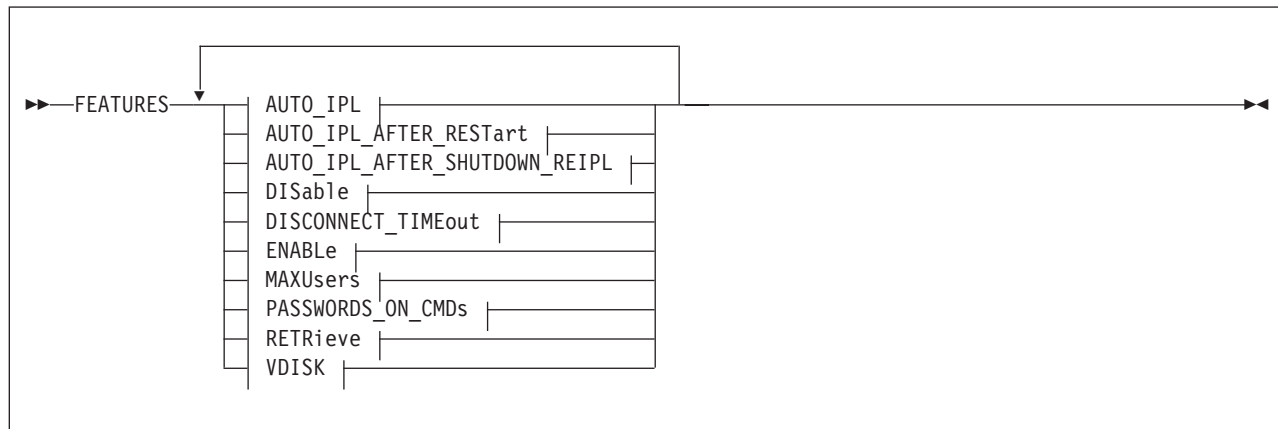 FEATURES
AUTO_IPL
AUTO_IPL_AFTER_RESTart
AUTO_IPL_AFTER_SHUTDOWN_REIPL
DISable
DISCONNECT_TIMEout
ENABLe
MAXUsers
PASSWORDS_ON_CMDs
RETRieve
VDISK